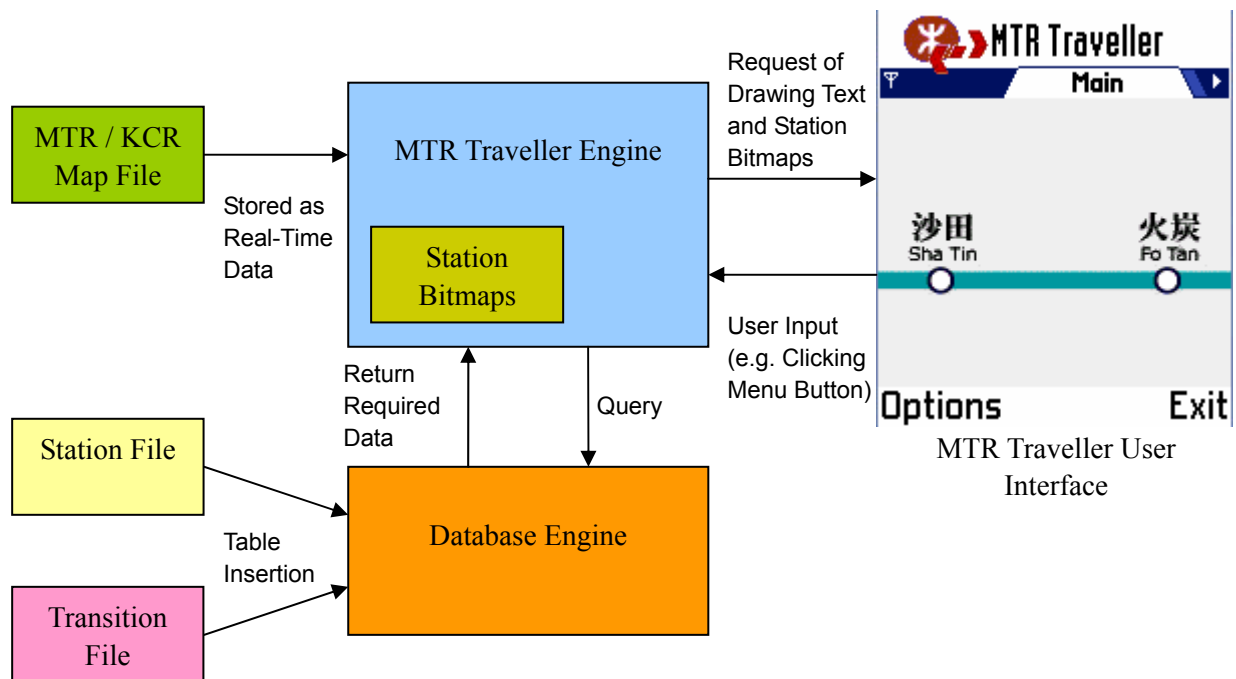 MTR / KCR
Map File
Stored as
Real-Time
Data
MTR Traveller Engine
Station
Bitmaps
Request of
Drawing Text
and Station
Bitmaps
User Input
(e.g. Clicking
Menu Button)
MTR Traveller
Main
沙田
Sha Tin
火炭
Fo Tan
Options Exit
MTR Traveller User
Interface
Return
Required
Data
Query
Station File
Transition
File
Table
Insertion
Database Engine